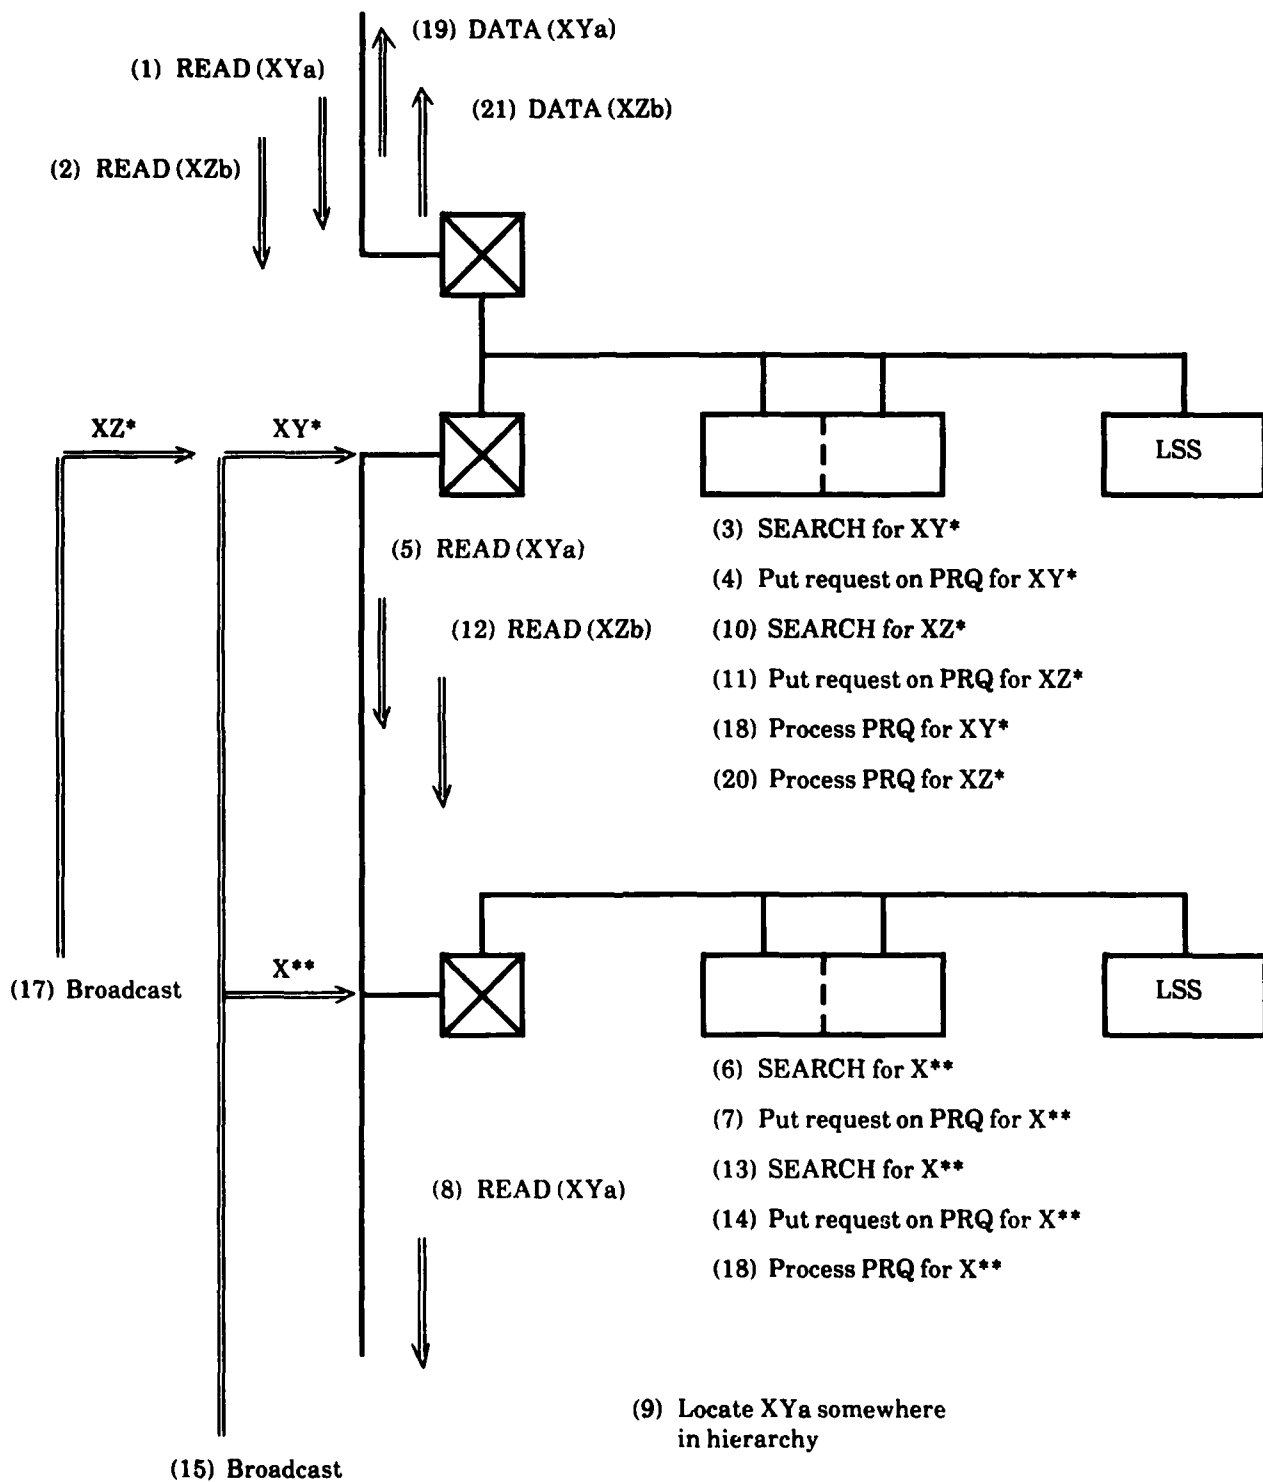 (19) DATA (XYa)
(1) READ (XYa)
(21) DATA (XZb)
(2) READ (XZb)
XZ*
XY*
LSS
(3) SEARCH for XY*
(5) READ (XYa)
(4) Put request on PRQ for XY*
(12) READ (XZb)
(10) SEARCH for XZ*
(11) Put request on PRQ for XZ*
(18) Process PRQ for XY*
(20) Process PRQ for XZ*
X**
(17) Broadcast
LSS
(6) SEARCH for X**
(7) Put request on PRQ for X**
(13) SEARCH for X**
(8) READ (XYa)
(14) Put request on PRQ for X**
(18) Process PRQ for X**
(9) Locate XYa somewhere
in hierarchy
(15) Broadcast